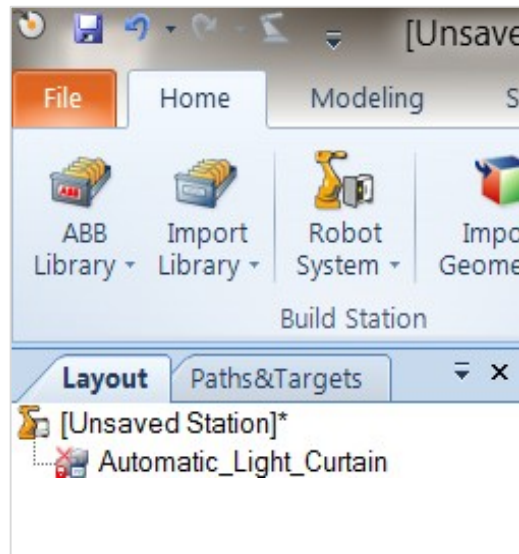 [Unsave
File Home Modeling S
ABB Library Import Library Robot System Impo Geome
Build Station
Layout Paths&Targets
[Unsaved Station]*
Automatic_Light_Curtain